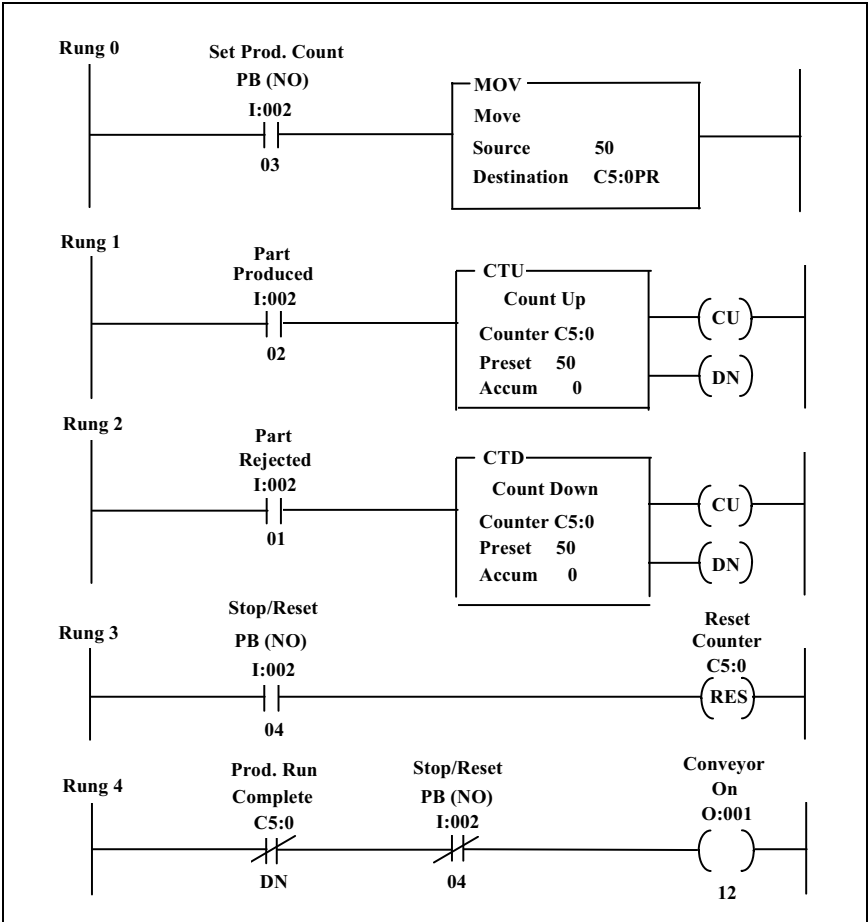 Rung 0
Set Prod. Count
PB (NO)
I:002
03
MOV
Move
Source 50
Destination C5:0PR
Rung 1
Part
Produced
I:002
02
CTU
Count Up
Counter C5:0
Preset 50
Accum 0
CU
DN
Rung 2
Part
Rejected
I:002
01
CTD
Count Down
Counter C5:0
Preset 50
Accum 0
CU
DN
Rung 3
Stop/Reset
PB (NO)
I:002
04
Reset
Counter
C5:0
RES
Rung 4
Prod. Run
Complete
C5:0
DN
Stop/Reset
PB (NO)
I:002
04
Conveyor
On
O:001
12